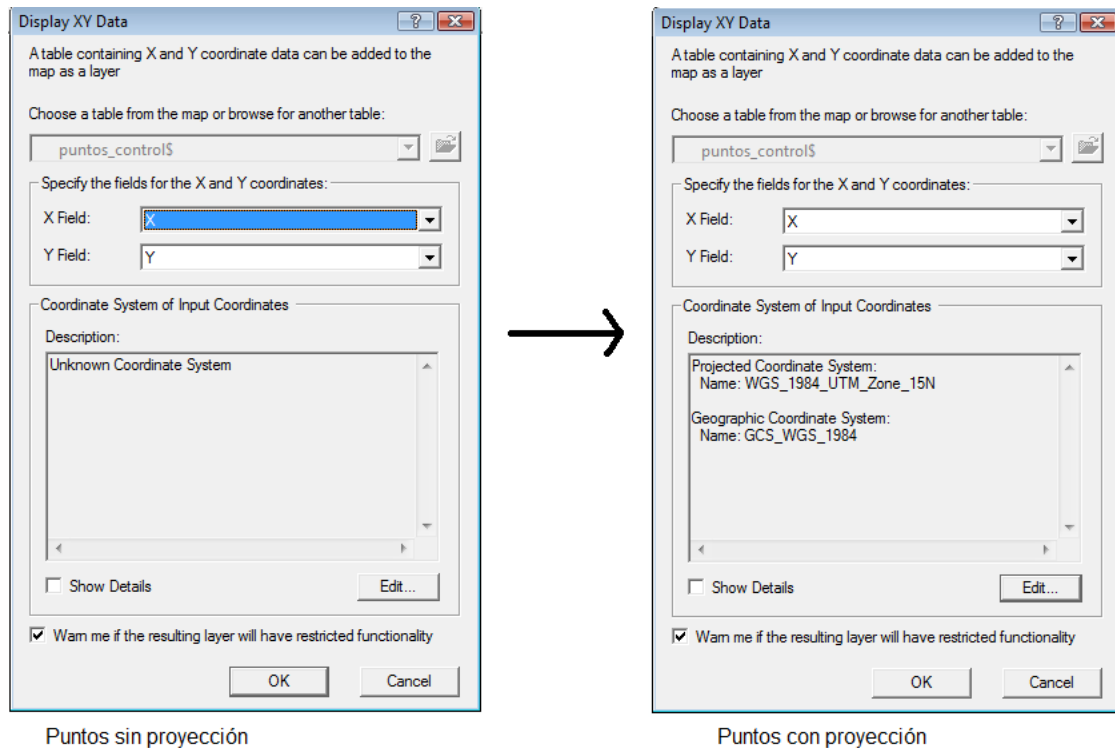 Display XY Data
A table containing X and Y coordinate data can be added to the
map as a layer
Choose a table from the map or browse for another table:
puntos_control$
Specify the fields for the X and Y coordinates:
X Field:
X
Y Field:
Y
Coordinate System of Input Coordinates
Description:
Unknown Coordinate System
Show Details
Edit...
Warn me if the resulting layer will have restricted functionality
OK
Cancel
Puntos sin proyección
Display XY Data
A table containing X and Y coordinate data can be added to the
map as a layer
Choose a table from the map or browse for another table:
puntos_control$
Specify the fields for the X and Y coordinates:
X Field:
X
Y Field:
Y
Coordinate System of Input Coordinates
Description:
Projected Coordinate System:
Name: WGS_1984_UTM_Zone_15N
Geographic Coordinate System:
Name: GCS_WGS_1984
Show Details
Edit...
Warn me if the resulting layer will have restricted functionality
OK
Cancel
Puntos con proyección